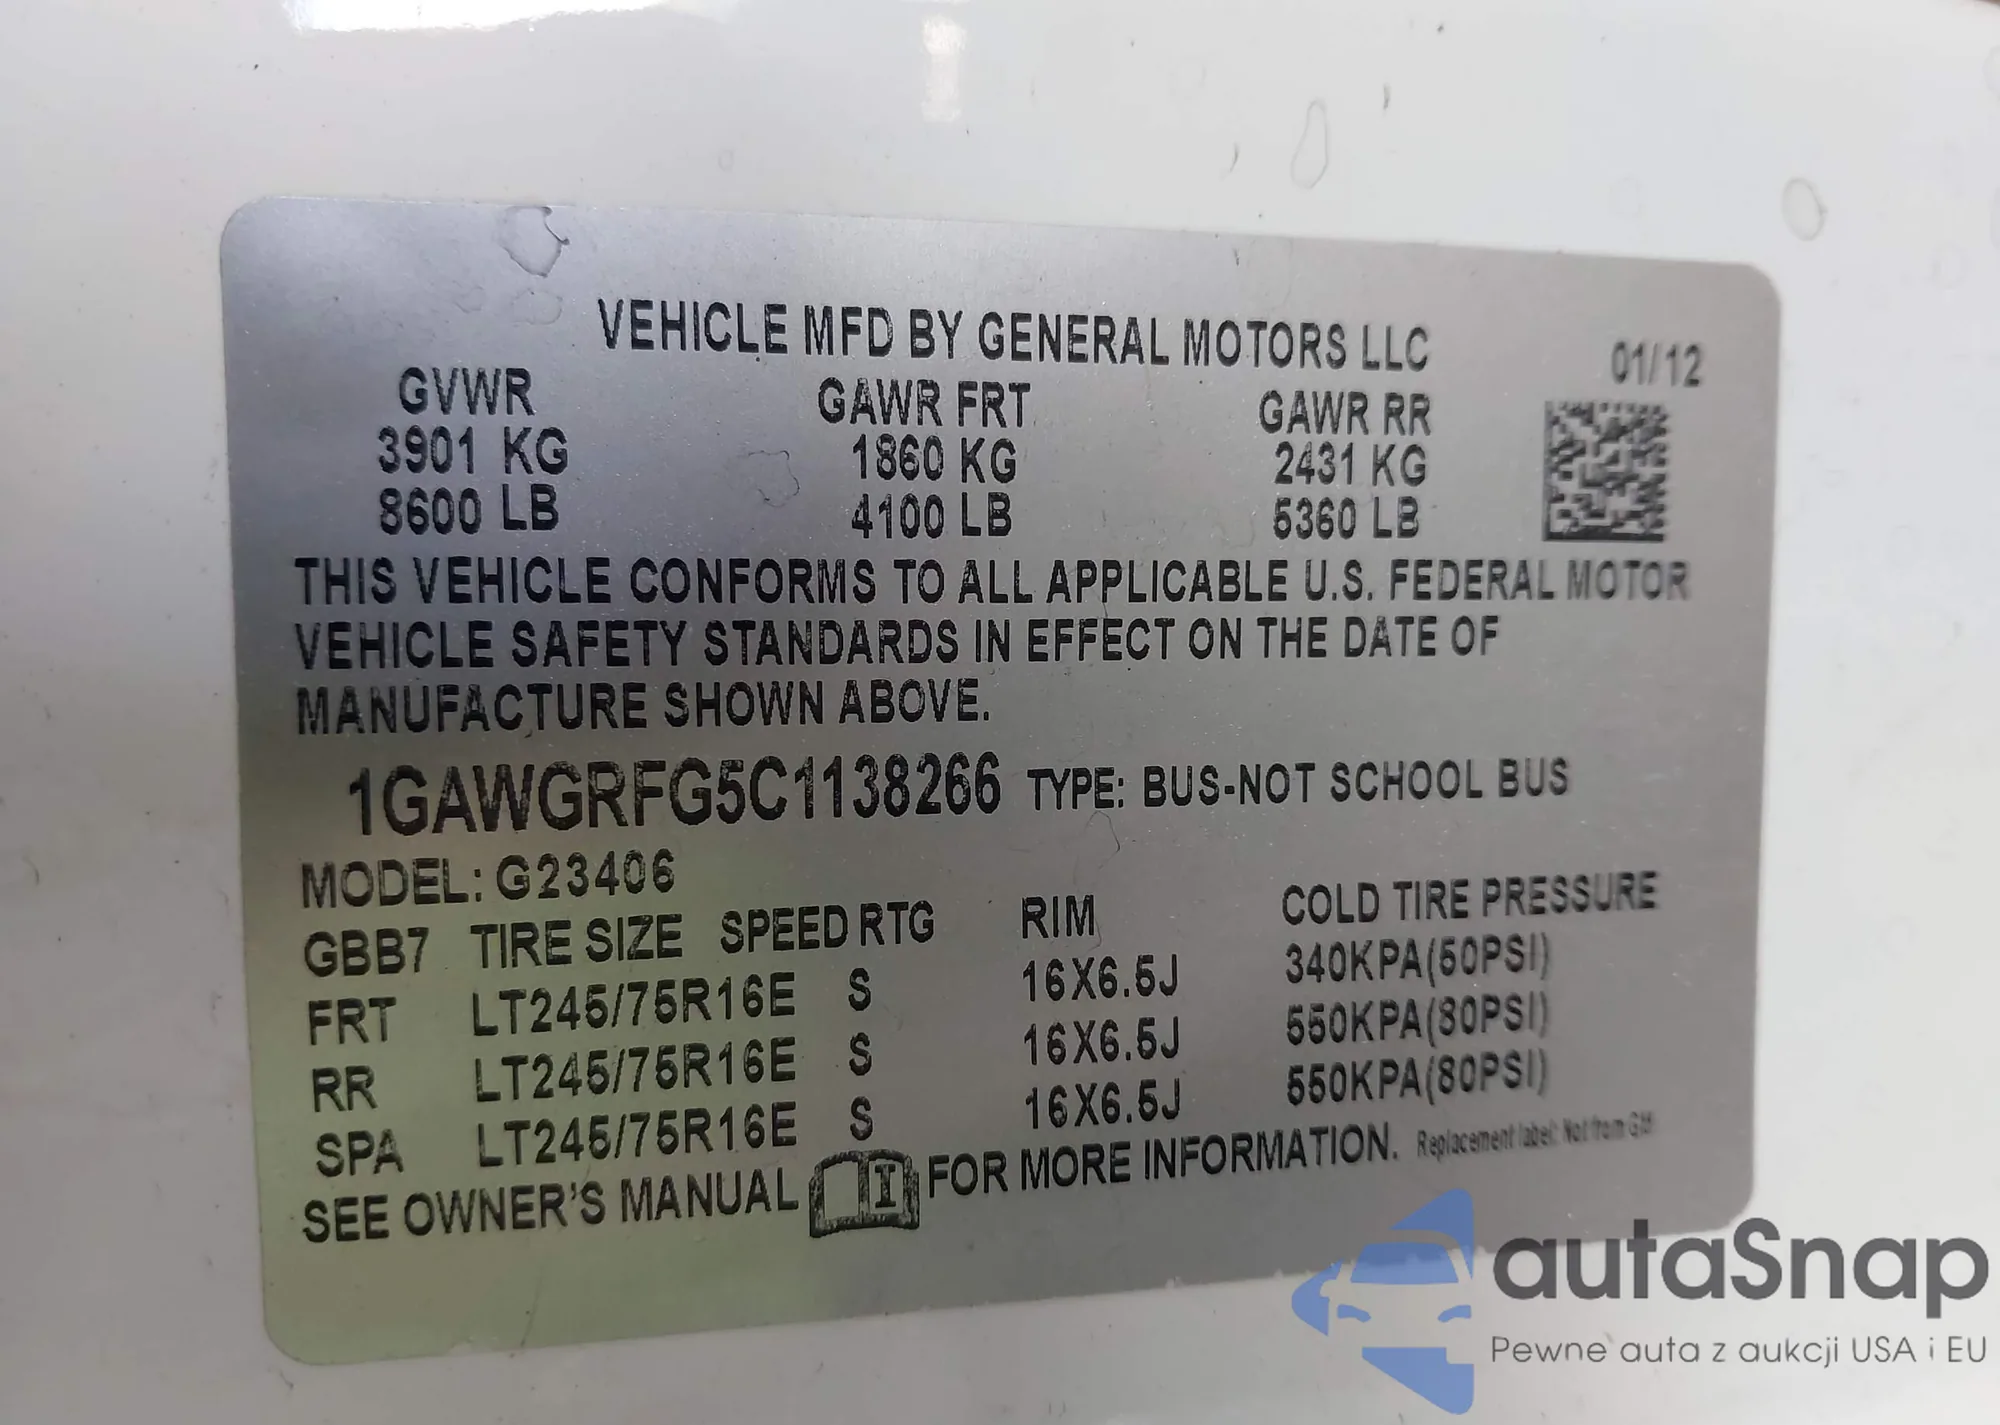 VEHICLE MFD BY GENERAL MOTORS LLC 01/12
GVWR GAWR FRT GAWR RR
3901 KG 1860 KG 2431 KG
8600 LB 4100 LB 5360 LB
THIS VEHICLE CONFORMS TO ALL APPLICABLE U.S. FEDERAL MOTOR
VEHICLE SAFETY STANDARDS IN EFFECT ON THE DATE OF
MANUFACTURE SHOWN ABOVE.
1GAWGRFG5C1138266 TYPE: BUS-NOT SCHOOL BUS
MODEL: G23406
GBB7 TIRE SIZE SPEED RTG RIM COLD TIRE PRESSURE
FRT LT245/75R16E S 16X6.5J 340KPA(50PSI)
RR LT245/75R16E S 16X6.5J 550KPA(80PSI)
SPA LT245/75R16E S 16X6.5J 550KPA(80PSI)
SEE OWNER'S MANUAL FOR MORE INFORMATION. Replacement label: Not from GM
autaSnap
Pewne auta z aukcji USA i EU